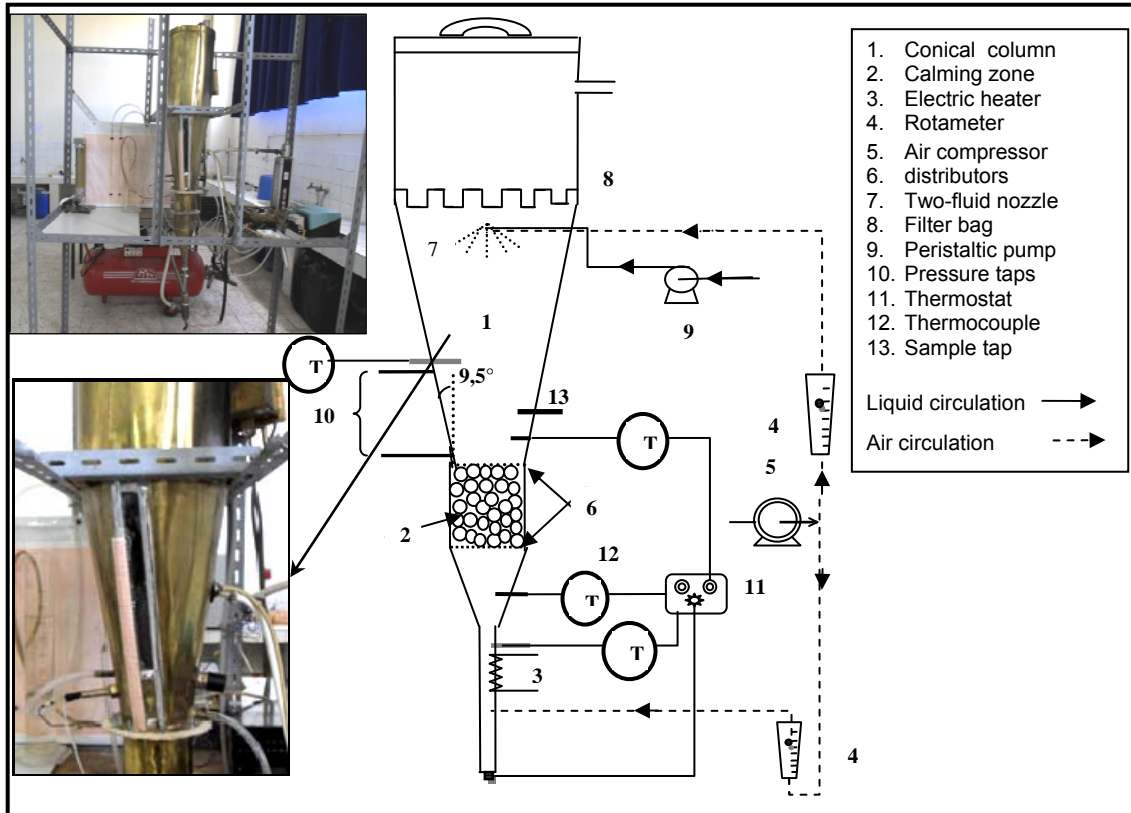 1. Conical column
2. Calming zone
3. Electric heater
4. Rotameter
5. Air compressor
6. distributors
7. Two-fluid nozzle
8. Filter bag
9. Peristaltic pump
10. Pressure taps
11. Thermostat
12. Thermocouple
13. Sample tap
Liquid circulation
Air circulation
8
7
9
1
T
9,5°
13
10
T
4
5
6
2
12
T
11
T
3
4